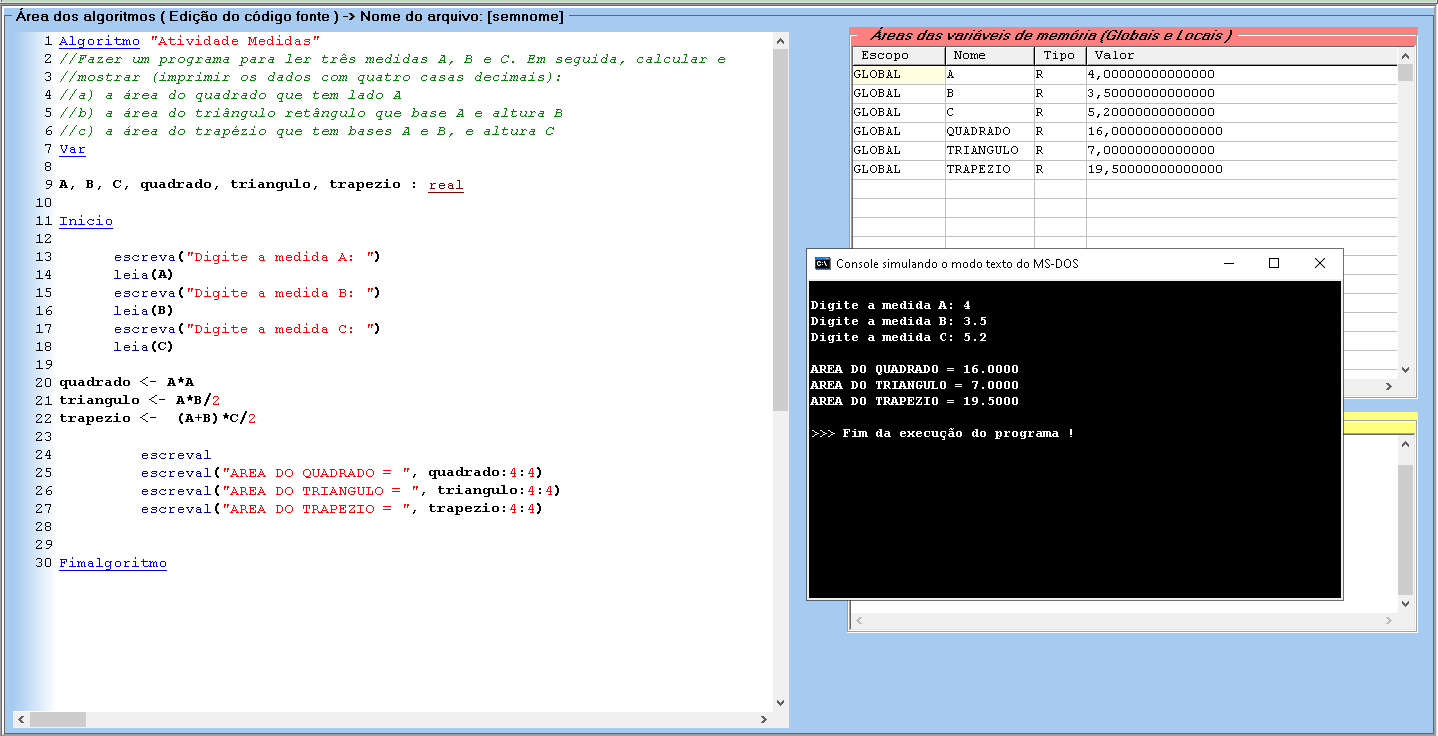 Área dos algoritmos ( Edição do código fonte ) -> Nome do arquivo: [semnome]
1 Algoritmo "Atividade Medidas"
2 //Fazer um programa para ler três medidas A, B e C. Em seguida, calcular e
3 //mostrar (imprimir os dados com quatro casas decimais):
4 //a) a área do quadrado que tem lado A
5 //b) a área do triângulo retângulo que base A e altura B
6 //c) a área do trapézio que tem bases A e B, e altura C
7 Var
8
9 A, B, C, quadrado, triangulo, trapezio : real
10
11 Inicio
12
13 escreva("Digite a medida A: ")
14 leia(A)
15 escreva("Digite a medida B: ")
16 leia(B)
17 escreva("Digite a medida C: ")
18 leia(C)
19
20 quadrado <- A*A
21 triangulo <- A*B/2
22 trapezio <-  (A+B)*C/2
23
24 escreval
25 escreval("AREA DO QUADRADO = ", quadrado:4:4)
26 escreval("AREA DO TRIANGULO = ", triangulo:4:4)
27 escreval("AREA DO TRAPEZIO = ", trapezio:4:4)
28
29
30 Fimalgoritmo
Áreas das variáveis de memória (Globais e Locais )
Escopo Nome Tipo Valor
GLOBAL A R 4,00000000000000
GLOBAL B R 3,50000000000000
GLOBAL C R 5,20000000000000
GLOBAL QUADRADO R 16,00000000000000
GLOBAL TRIANGULO R 7,00000000000000
GLOBAL TRAPEZIO R 19,50000000000000
Console simulando o modo texto do MS-DOS
Digite a medida A: 4
Digite a medida B: 3.5
Digite a medida C: 5.2
AREA DO QUADRADO = 16.0000
AREA DO TRIANGULO = 7.0000
AREA DO TRAPEZIO = 19.5000
>>> Fim da execução do programa !